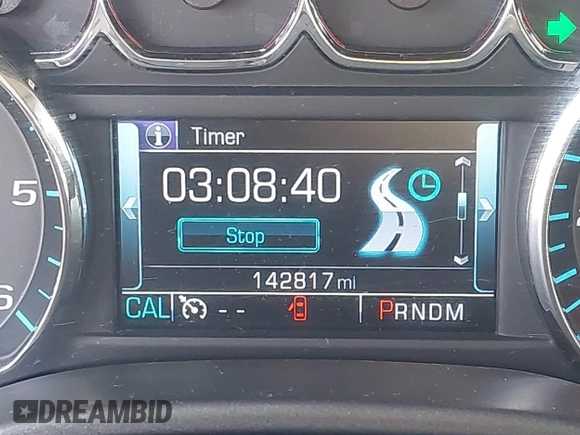 Timer
5
03:08:40
Stop
142817 mi
6
CAL -- PRNDM
DREAMBID